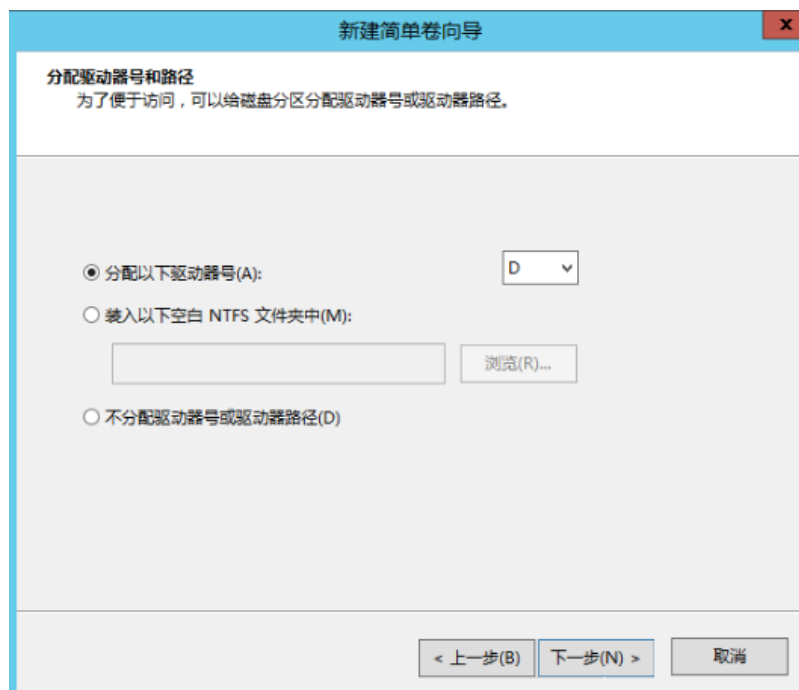 新建简单卷向导
x
分配驱动器号和路径
为了便于访问，可以给磁盘分区分配驱动器号或驱动器路径。
分配以下驱动器号(A):
D
装入以下空白 NTFS 文件夹中(M):
浏览(R)...
不分配驱动器号或驱动器路径(D)
< 上一步(B)
下一步(N) >
取消